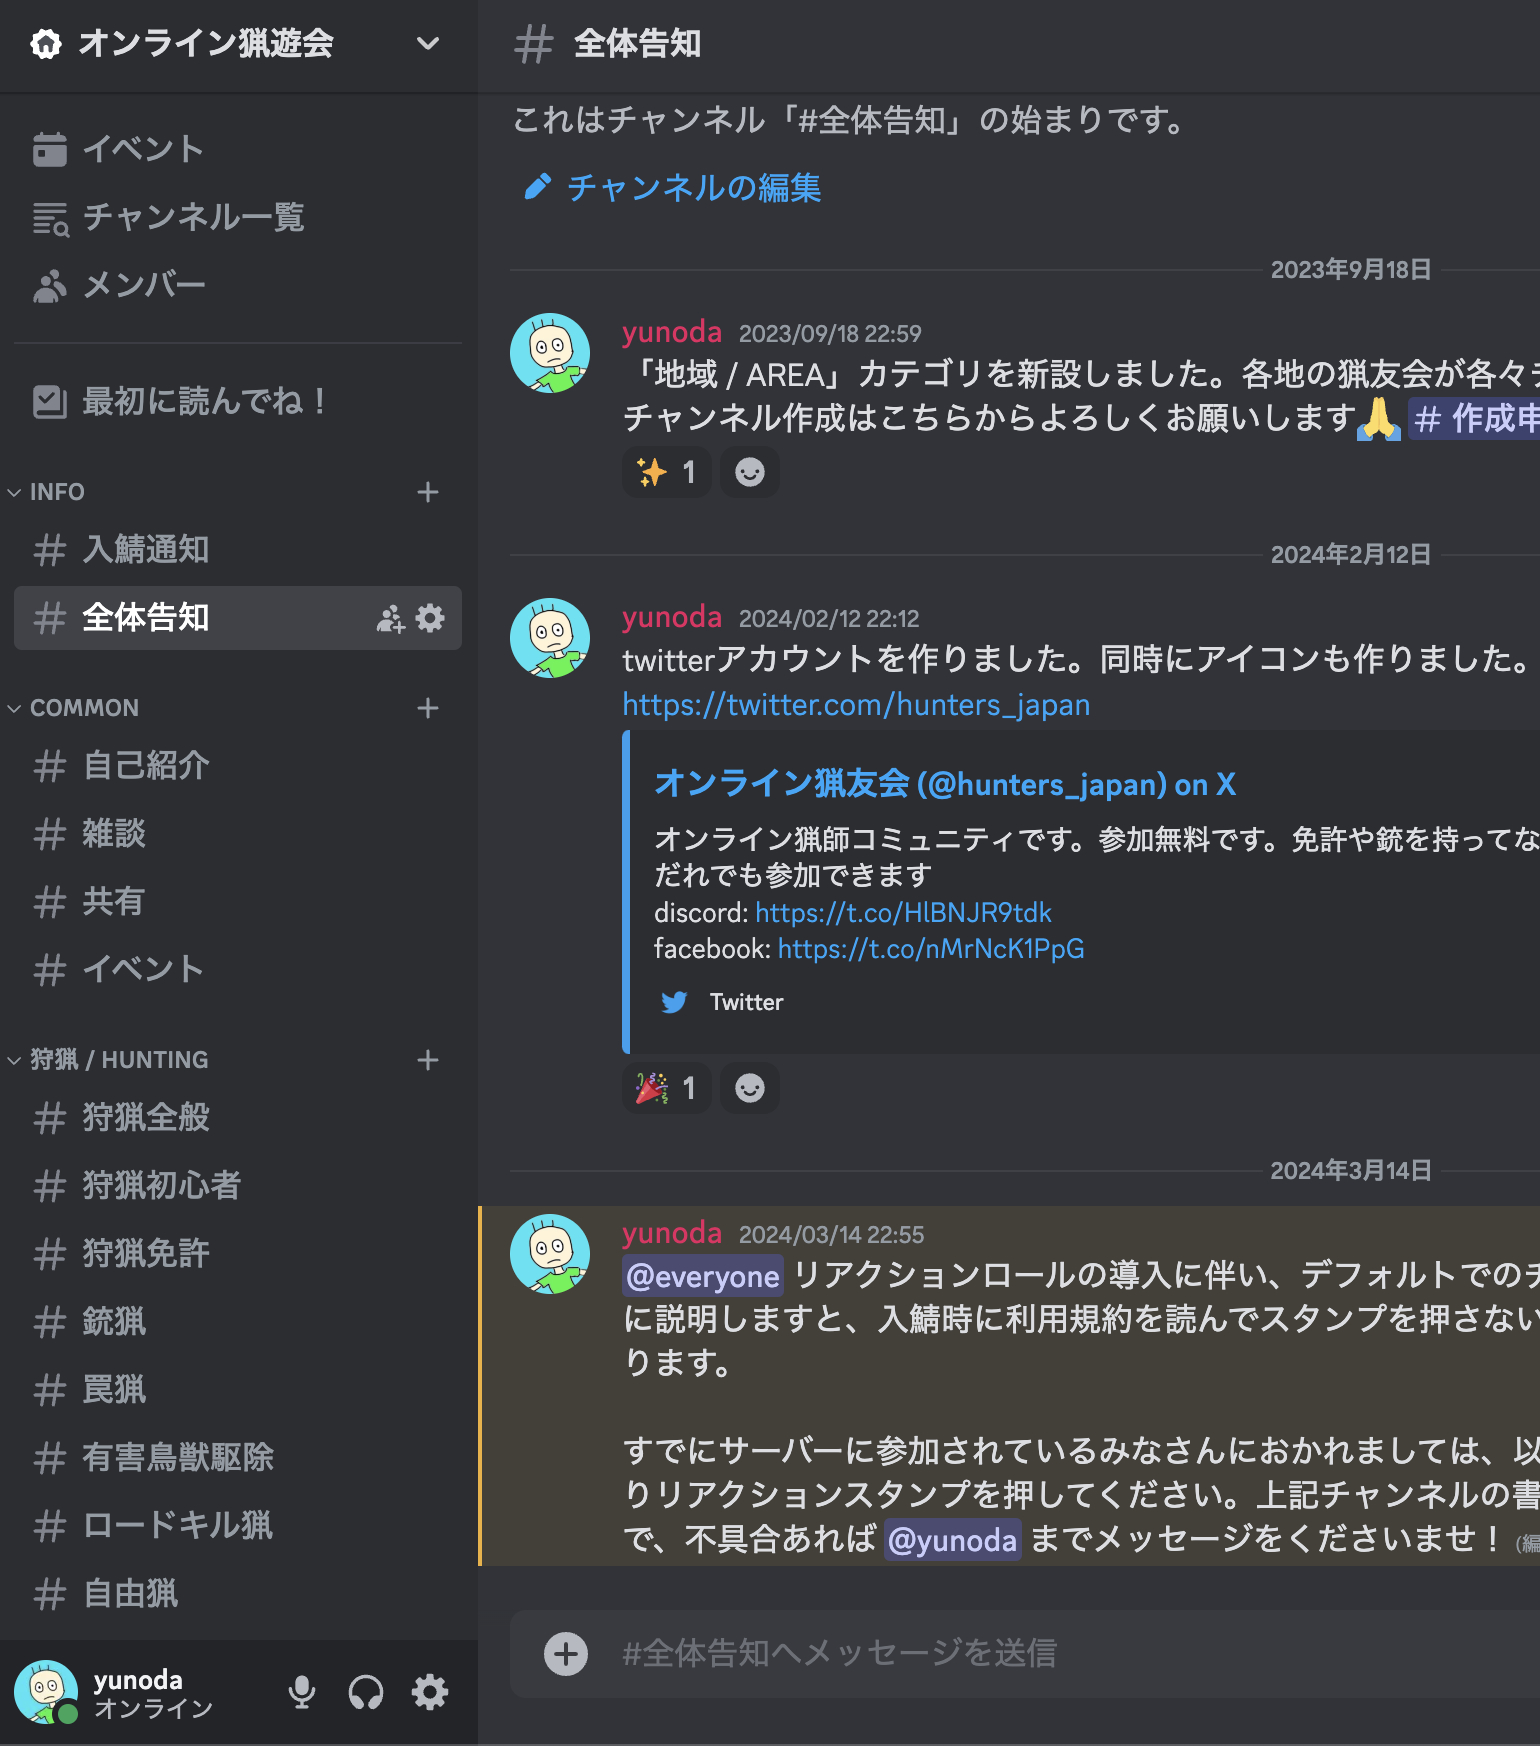 オンライン猟遊会
イベント
チャンネル一覧
メンバー
最初に読んでね！
INFO
# 入鯖通知
# 全体告知
COMMON
# 自己紹介
# 雑談
# 共有
# イベント
狩猟 / HUNTING
# 狩猟全般
# 狩猟初心者
# 狩猟免許
# 銃猟
# 罠猟
# 有害鳥獣駆除
# ロードキル猟
# 自由猟
yunoda
オンライン
# 全体告知
これはチャンネル「#全体告知」の始まりです。
チャンネルの編集
2023年9月18日
yunoda 2023/09/18 22:59
「地域 / AREA」カテゴリを新設しました。各地の猟友会が各々チ
チャンネル作成はこちらからよろしくお願いします🙏 # 作成申
✨ 1
2024年2月12日
yunoda 2024/02/12 22:12
twitterアカウントを作りました。同時にアイコンも作りました。
https://twitter.com/hunters_japan
オンライン猟友会 (@hunters_japan) on X
オンライン猟師コミュニティです。参加無料です。免許や銃を持ってな
だれでも参加できます
discord: https://t.co/HlBNJR9tdk
facebook: https://t.co/nMrNcK1PpG
Twitter
🎉 1
2024年3月14日
yunoda 2024/03/14 22:55
@everyone リアクションロールの導入に伴い、デフォルトでのチ
に説明しますと、入鯖時に利用規約を読んでスタンプを押さない
ります。
すでにサーバーに参加されているみなさんにおかれましては、以
りリアクションスタンプを押してください。上記チャンネルの書
で、不具合あれば @yunoda までメッセージをくださいませ！ (編
#全体告知へメッセージを送信